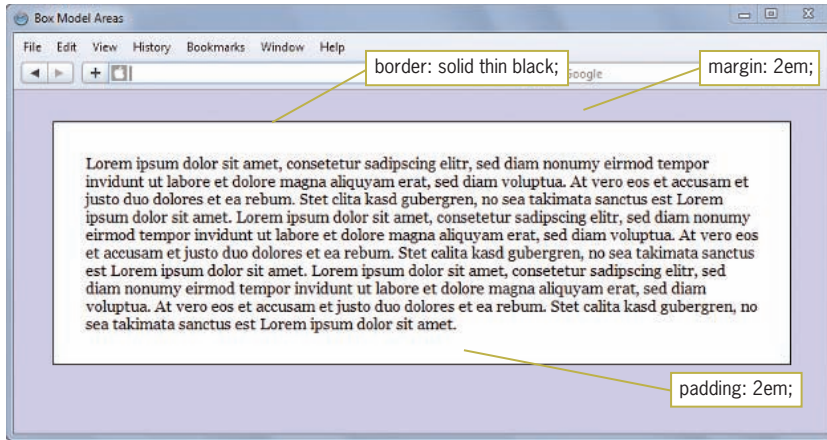 Box Model Areas
File Edit View History Bookmarks Window Help
border: solid thin black;
Google
margin: 2em;
Lorem ipsum dolor sit amet, consetetur sadipscing elitr, sed diam nonumy eirmod tempor
invidunt ut labore et dolore magna aliquyam erat, sed diam voluptua. At vero eos et accusam et
justo duo dolores et ea rebum. Stet clita kasd gubergren, no sea takimata sanctus est Lorem
ipsum dolor sit amet. Lorem ipsum dolor sit amet, consetetur sadipscing elitr, sed diam nonumy
eirmod tempor invidunt ut labore et dolore magna aliquyam erat, sed diam voluptua. At vero eos
et accusam et justo duo dolores et ea rebum. Stet calita kasd gubergren, no sea takimata sanctus
est Lorem ipsum dolor sit amet. Lorem ipsum dolor sit amet, consetetur sadipscing elitr, sed
diam nonumy eirmod tempor invidunt ut labore et dolore magna aliquyam erat, sed diam
voluptua. At vero eos et accusam et justo duo dolores et ea rebum. Stet calita kasd gubergren, no
sea takimata sanctus est Lorem ipsum dolor sit amet.
padding: 2em;